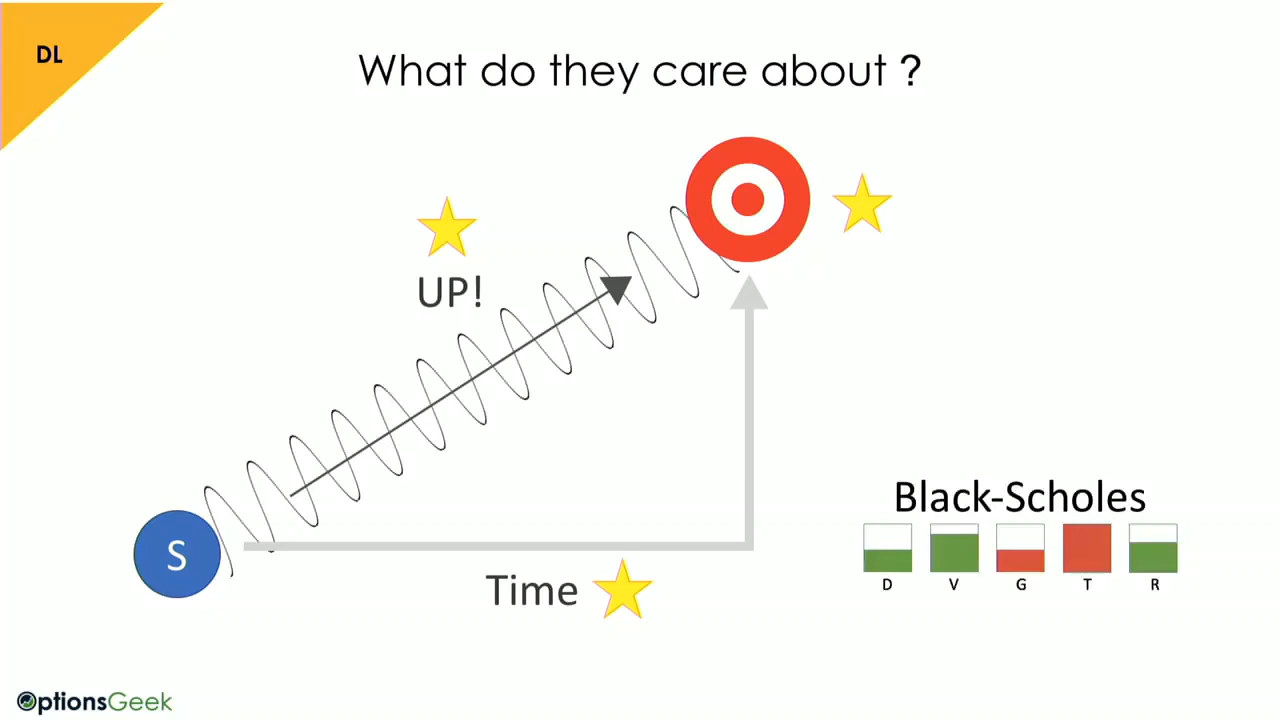 DL
What do they care about ?
UP!
S
Time
Black-Scholes
D V G T R
OptionsGeek